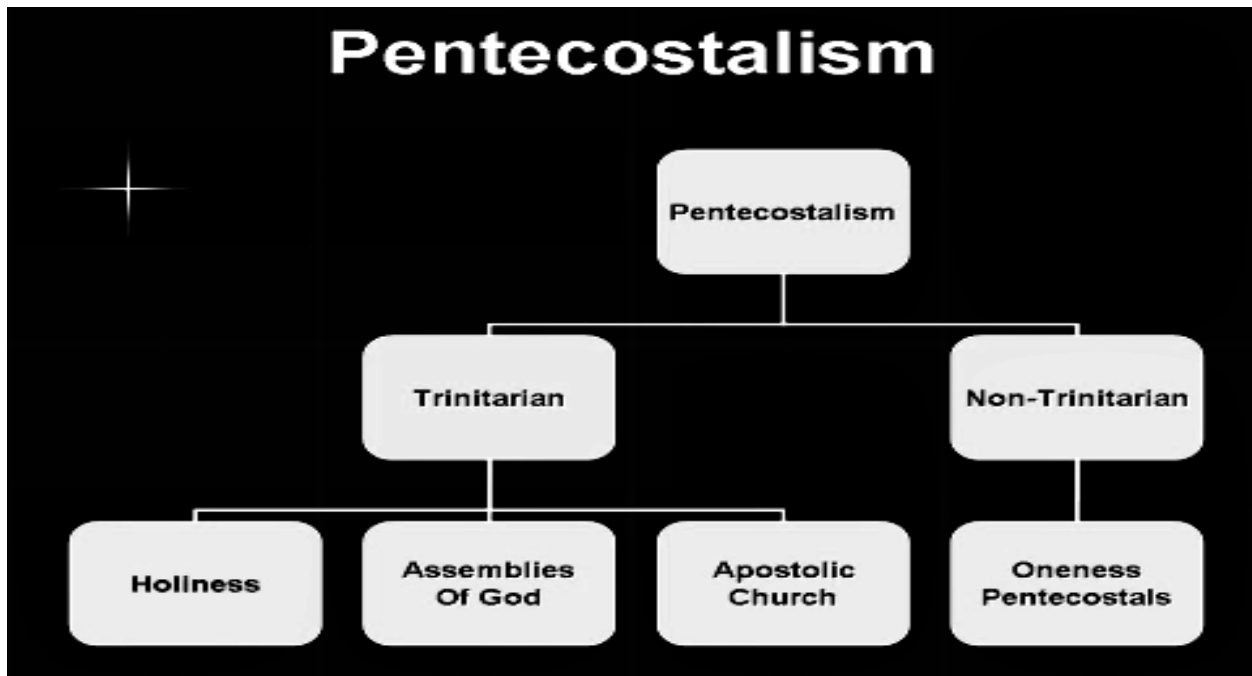 Pentecostalism
Pentecostalism
Trinitarian
Non-Trinitarian
Holiness
Assemblies
Of God
Apostolic
Church
Oneness
Pentecostals